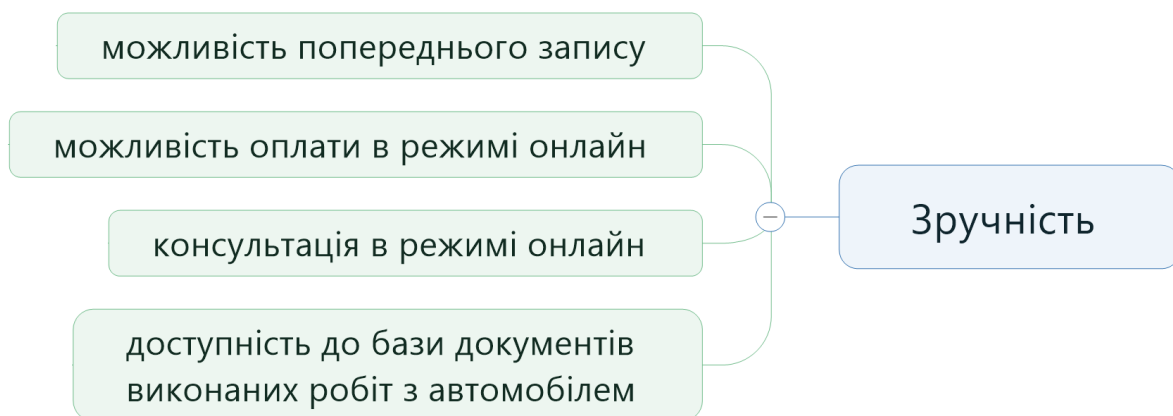 можливість попереднього запису
можливість оплати в режимі онлайн
консультація в режимі онлайн
доступність до бази документів
виконаних робіт з автомобілем
Зручність